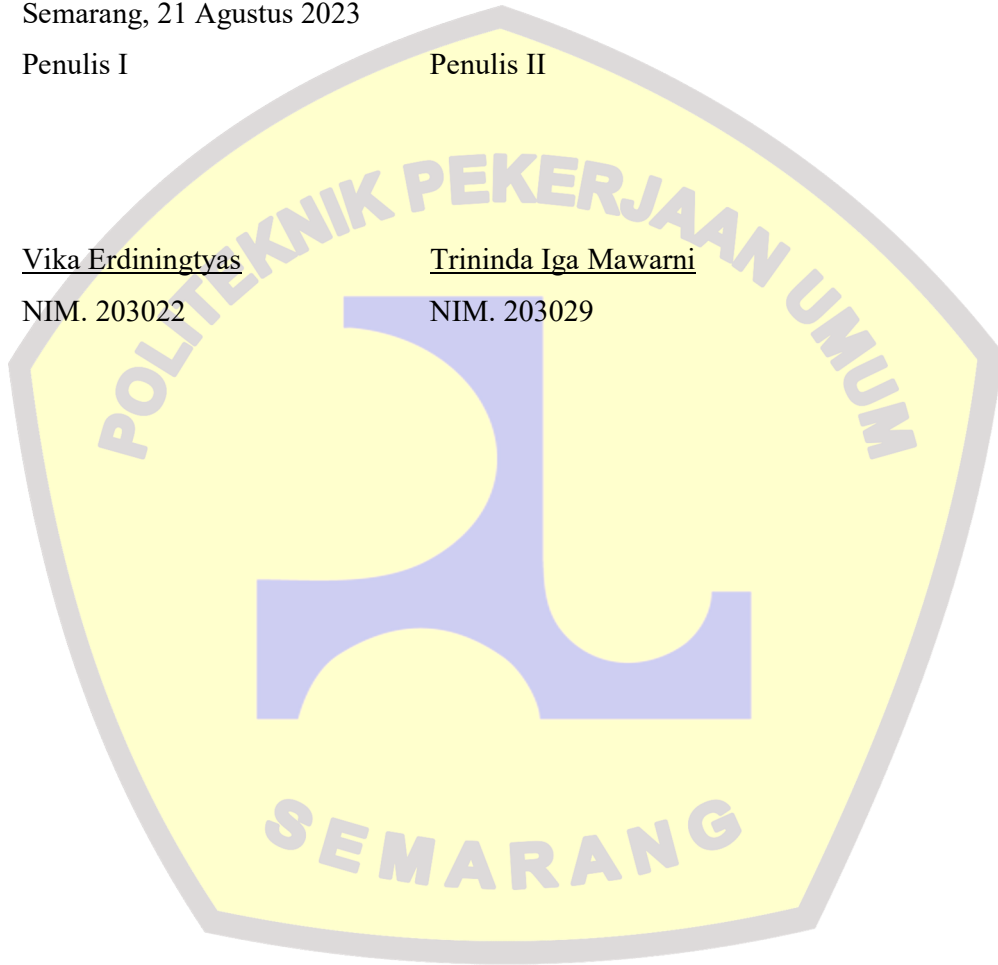 Semarang, 21 Agustus 2023
Penulis I Penulis II
POLITEKNIK PEKERJAAN UMUM
Vika Erdiningtyas Trininda Iga Mawarni
NIM. 203022 NIM. 203029
SEMARANG